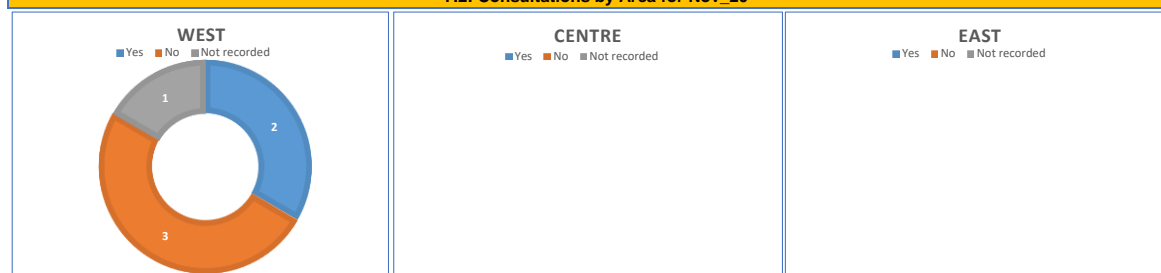 WEST
Yes No Not recorded
1
2
3
CENTRE
Yes No Not recorded
EAST
Yes No Not recorded